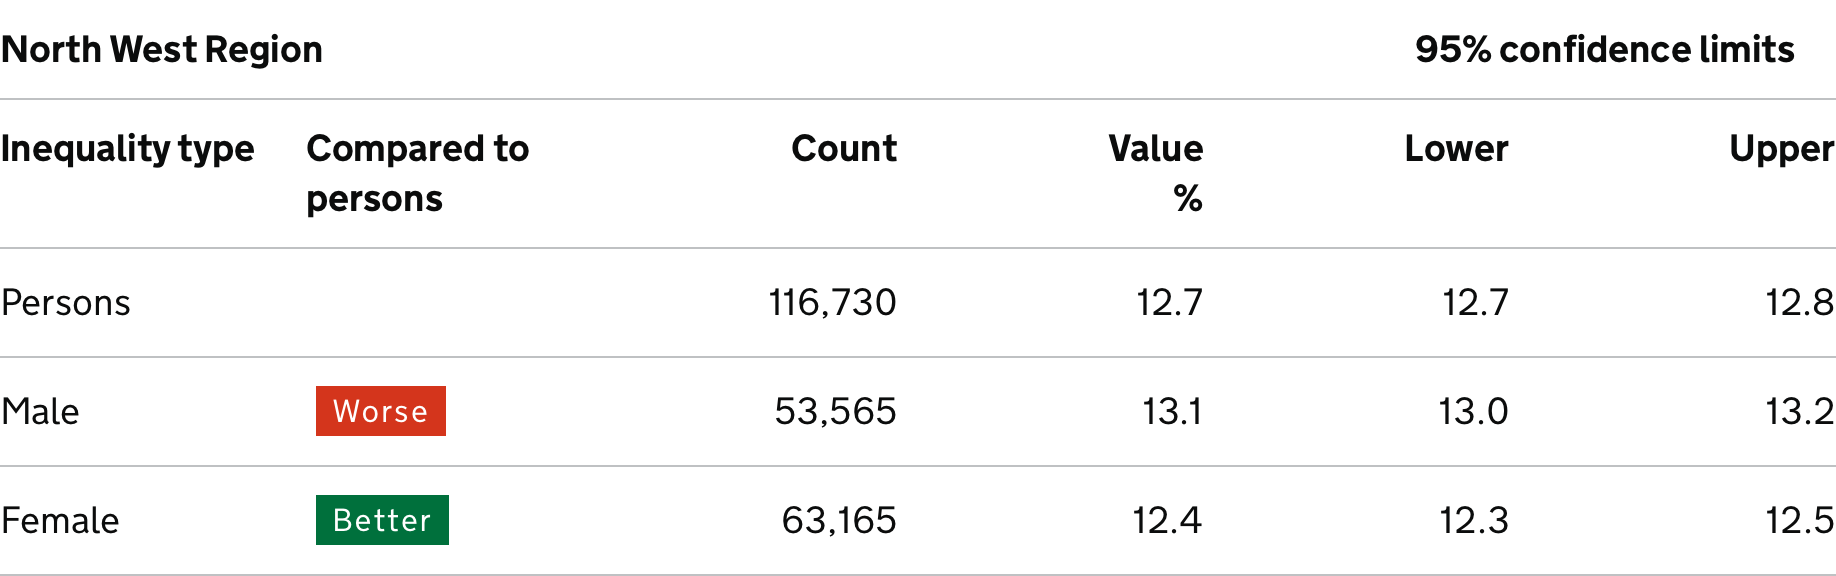 North West Region 95% confidence limits
Inequality type Compared to persons Count Value % Lower Upper
Persons 116,730 12.7 12.7 12.8
Male Worse 53,565 13.1 13.0 13.2
Female Better 63,165 12.4 12.3 12.5